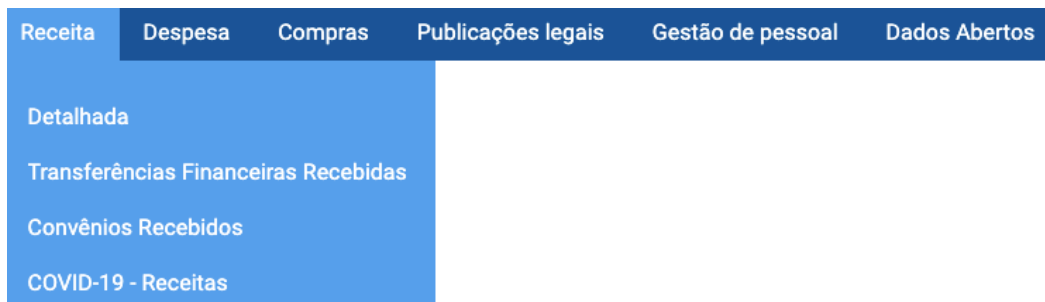 Receita Despesa Compras Publicações legais Gestão de pessoal Dados Abertos
Detalhada
Transferências Financeiras Recebidas
Convênios Recebidos
COVID-19 - Receitas